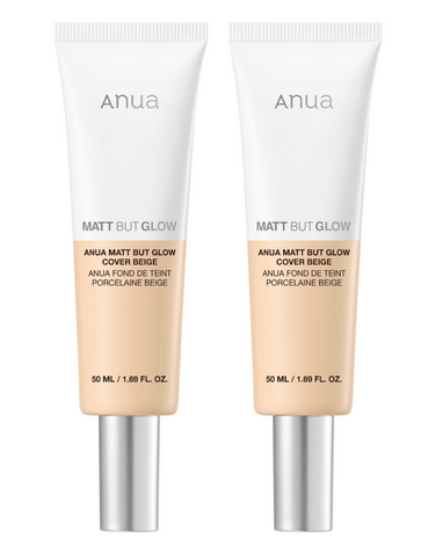 Anua
MATT BUT GLOW
ANUA MATT BUT GLOW
COVER BEIGE
ANUA FOND DE TEINT
PORCELAINE BEIGE
50 ML / 1.69 FL. OZ.
Anua
MATT BUT GLOW
ANUA MATT BUT GLOW
COVER BEIGE
ANUA FOND DE TEINT
PORCELAINE BEIGE
50 ML / 1.69 FL. OZ.